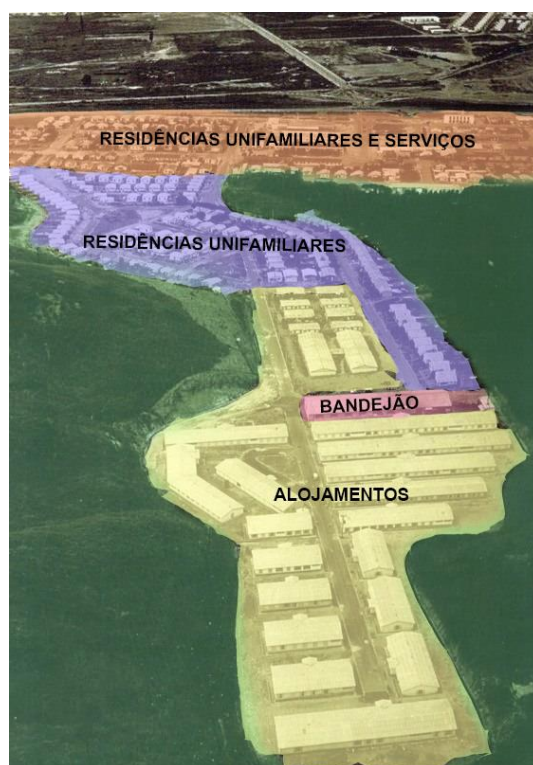 RESIDÊNCIAS UNIFAMILIARES E SERVIÇOS
RESIDÊNCIAS UNIFAMILIARES
BANDEJÃO
ALOJAMENTOS